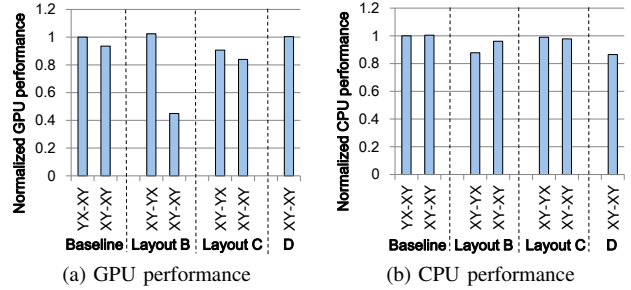 Normalized GPU performance
1.2
1
0.8
0.6
0.4
0.2
0
YX-XY
XY-XY
XY-YX
XY-XY
XY-YX
XY-XY
XY-XY
Baseline Layout B Layout C D
(a) GPU performance
Normalized CPU performance
1.2
1
0.8
0.6
0.4
0.2
0
YX-XY
XY-XY
XY-YX
XY-XY
XY-YX
XY-XY
XY-XY
Baseline Layout B Layout C D
(b) CPU performance